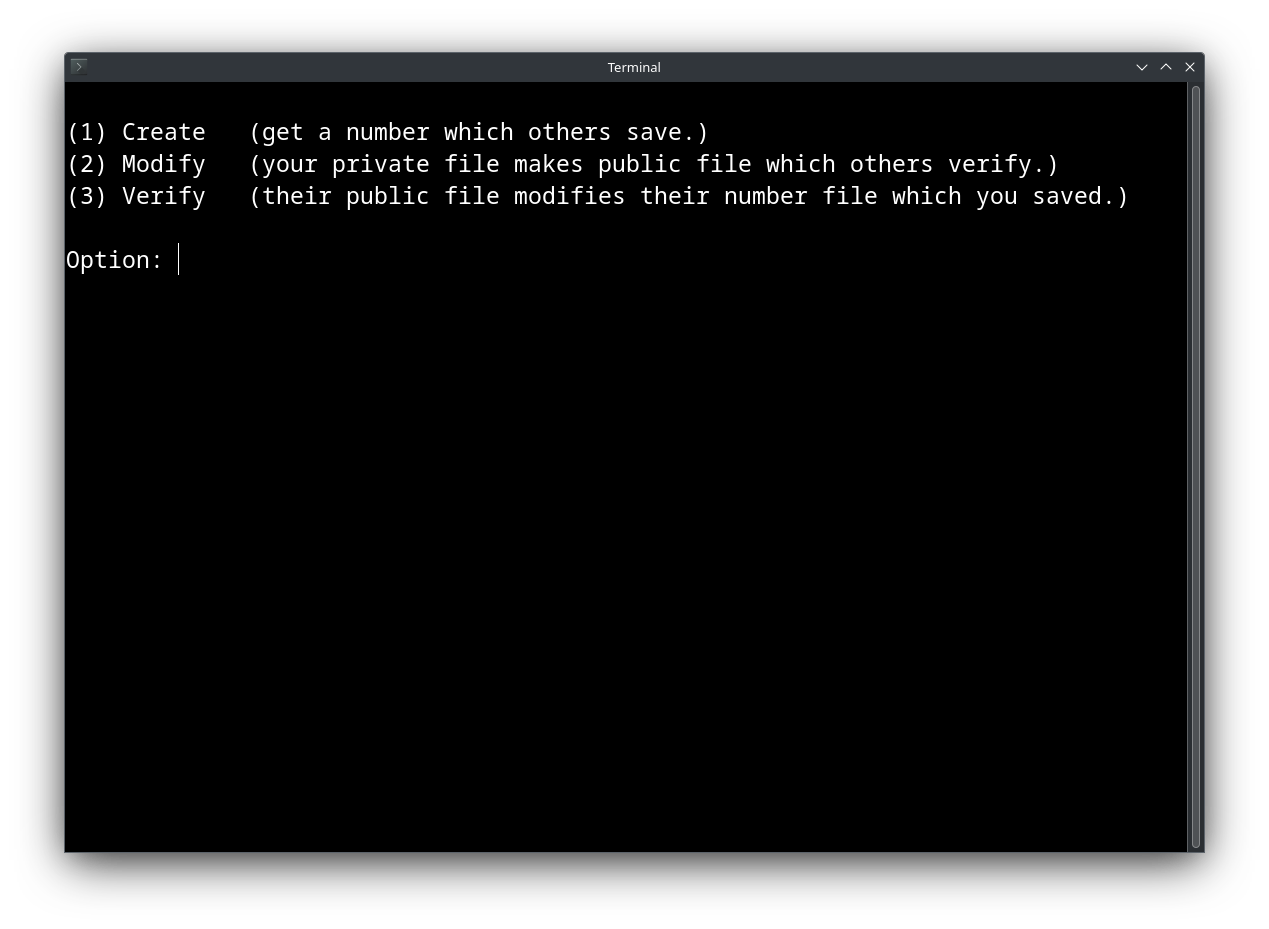 Terminal
(1) Create   (get a number which others save.)
(2) Modify   (your private file makes public file which others verify.)
(3) Verify   (their public file modifies their number file which you saved.)
Option: